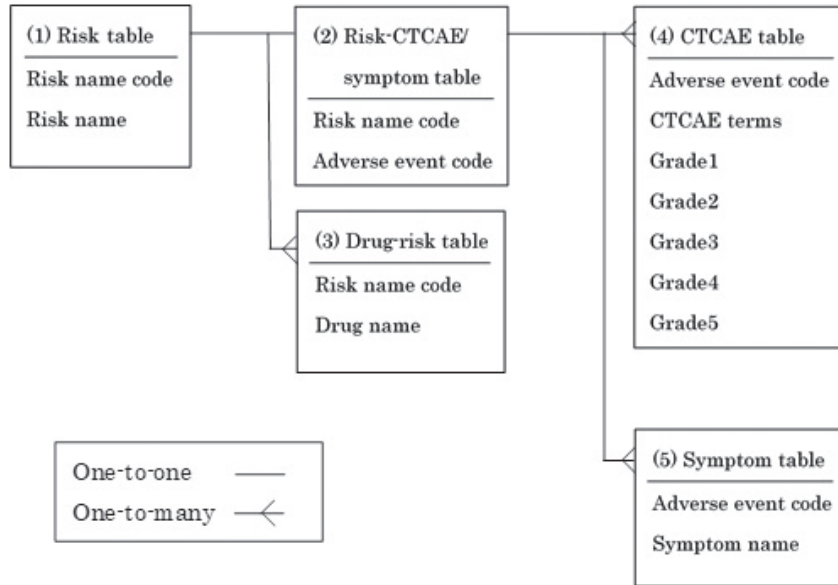 (1) Risk table
Risk name code
Risk name
(2) Risk-CTCAE/
symptom table
Risk name code
Adverse event code
(3) Drug-risk table
Risk name code
Drug name
(4) CTCAE table
Adverse event code
CTCAE terms
Grade1
Grade2
Grade3
Grade4
Grade5
(5) Symptom table
Adverse event code
Symptom name
One-to-one
One-to-many